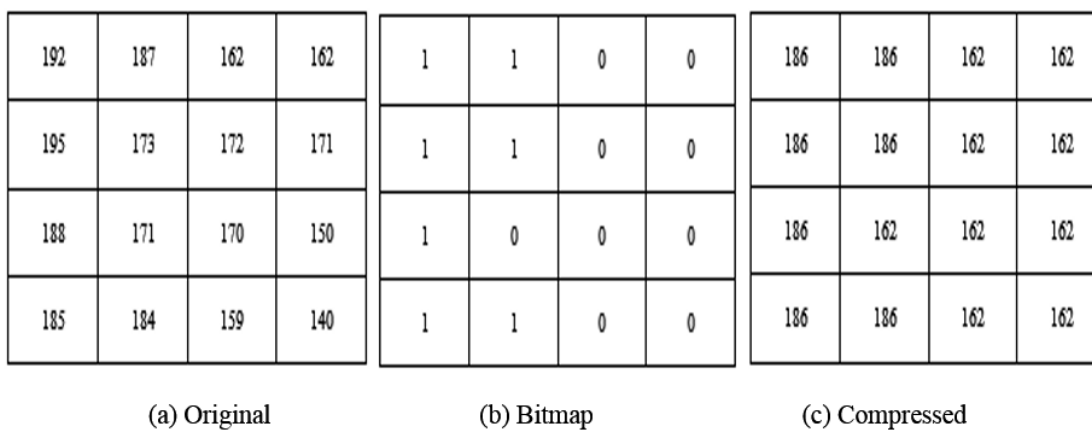 192 187 162 162 1 1 0 0 186 186 162 162
195 173 172 171 1 1 0 0 186 186 162 162
188 171 170 150 1 0 0 0 186 162 162 162
185 184 159 140 1 1 0 0 186 186 162 162
(a) Original (b) Bitmap (c) Compressed